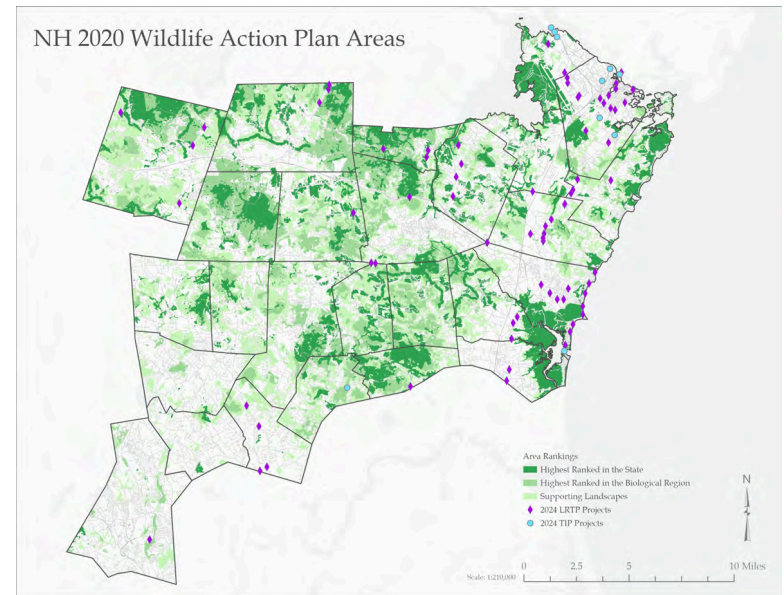 NH 2020 Wildlife Action Plan Areas
Area Rankings
Highest Ranked in the State
Highest Ranked in the Biological Region
Supporting Landscapes
2024 LRTP Projects
2024 TIP Projects
N
0 2.5 5 10 Miles
Scale: 1:210,000